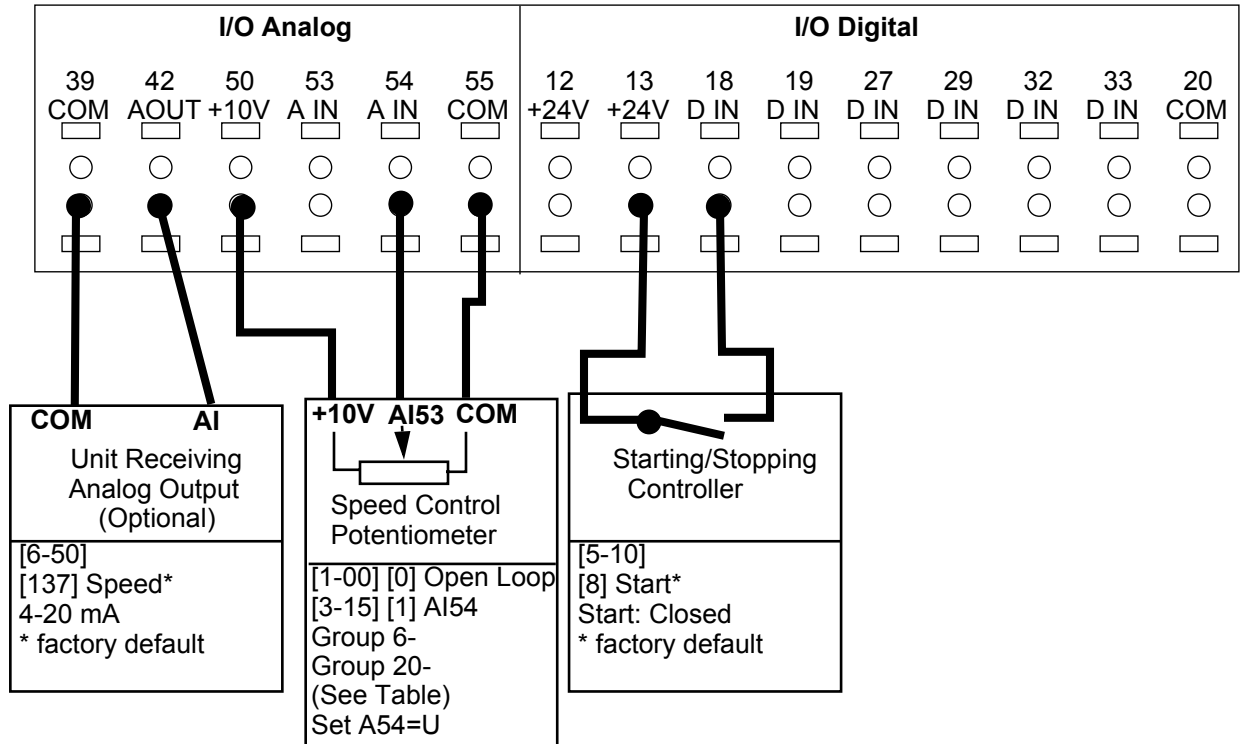 I/O Analog
I/O Digital
39 42 50 53 54 55 12 13 18 19 27 29 32 33 20
COM AOUT +10V A IN A IN COM +24V +24V D IN D IN D IN D IN D IN D IN COM
COM AI
Unit Receiving
Analog Output
(Optional)
[6-50]
[137] Speed*
4-20 mA
* factory default
+10V AI53 COM
Speed Control
Potentiometer
[1-00] [0] Open Loop
[3-15] [1] AI54
Group 6-
Group 20-
(See Table)
Set A54=U
Starting/Stopping
Controller
[5-10]
[8] Start*
Start: Closed
* factory default